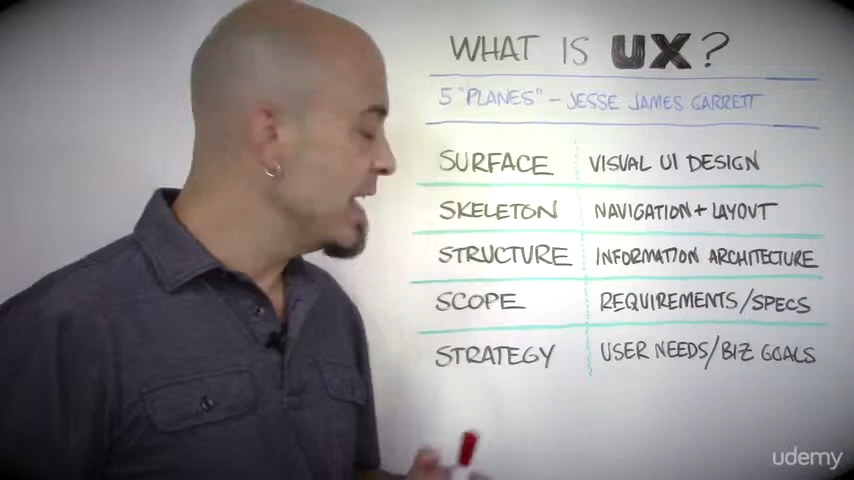 WHAT IS UX?
5 "PLANES" - JESSE JAMES GARRETT
SURFACE VISUAL UI DESIGN
SKELETON NAVIGATION + LAYOUT
STRUCTURE INFORMATION ARCHITECTURE
SCOPE REQUIREMENTS/SPECS
STRATEGY USER NEEDS/BIZ GOALS
udemy